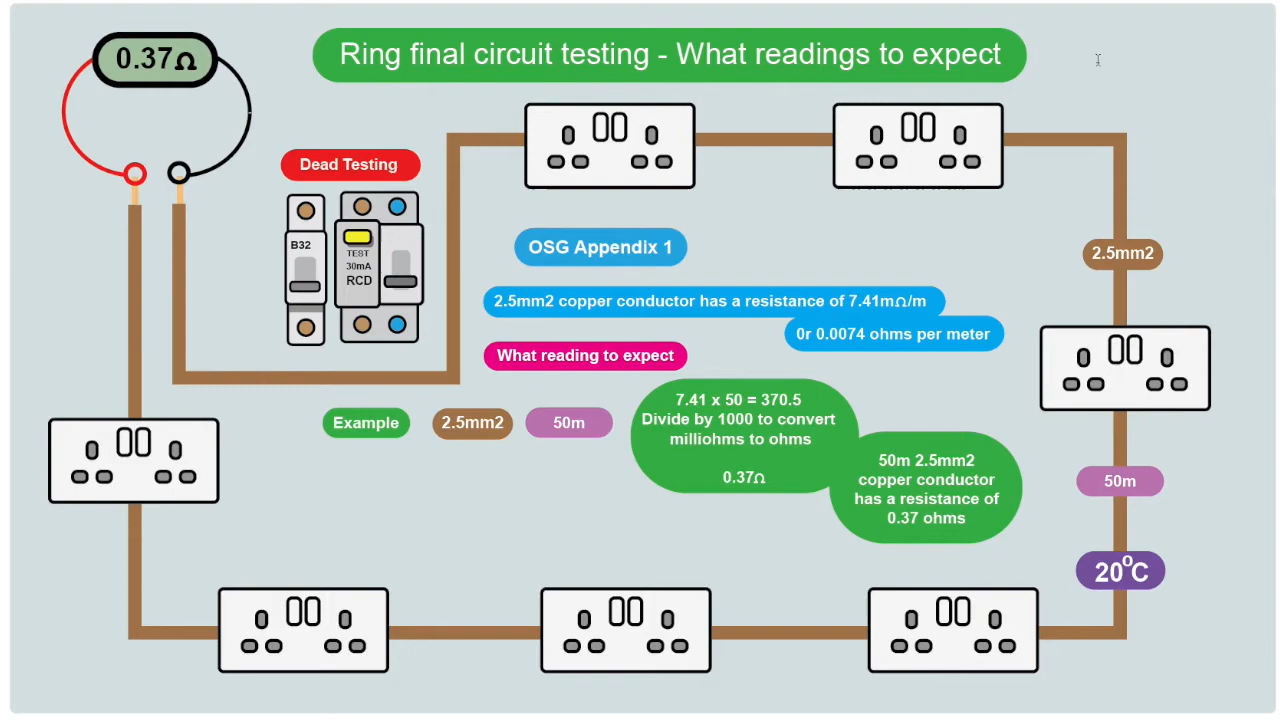 0.37Ω
Ring final circuit testing - What readings to expect
Dead Testing
B32
TEST
30mA
RCD
OSG Appendix 1
2.5mm2
2.5mm2 copper conductor has a resistance of 7.41mΩ/m
0r 0.0074 ohms per meter
What reading to expect
Example
2.5mm2
50m
7.41 x 50 = 370.5
Divide by 1000 to convert
milliohms to ohms
0.37Ω
50m 2.5mm2
copper conductor
has a resistance of
0.37 ohms
50m
20°C